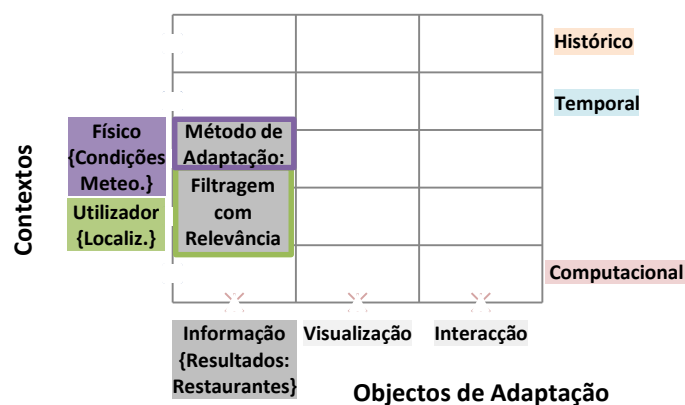 Histórico
Temporal
Contextos
Físico
{Condições
Meteo.}
Utilizador
{Localiz.}
Método de
Adaptação:
Filtragem
com
Relevância
Computacional
Informação
{Resultados:
Restaurantes}
Visualização
Interacção
Objectos de Adaptação